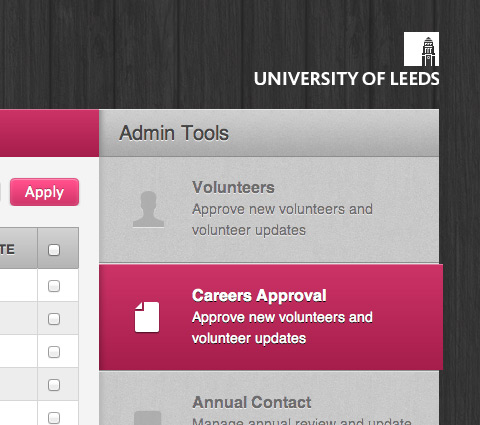 UNIVERSITY OF LEEDS
Admin Tools
Volunteers
Approve new volunteers and
volunteer updates
Apply
TE
Careers Approval
Approve new volunteers and
volunteer updates
Annual Contact
Manage annual review and update